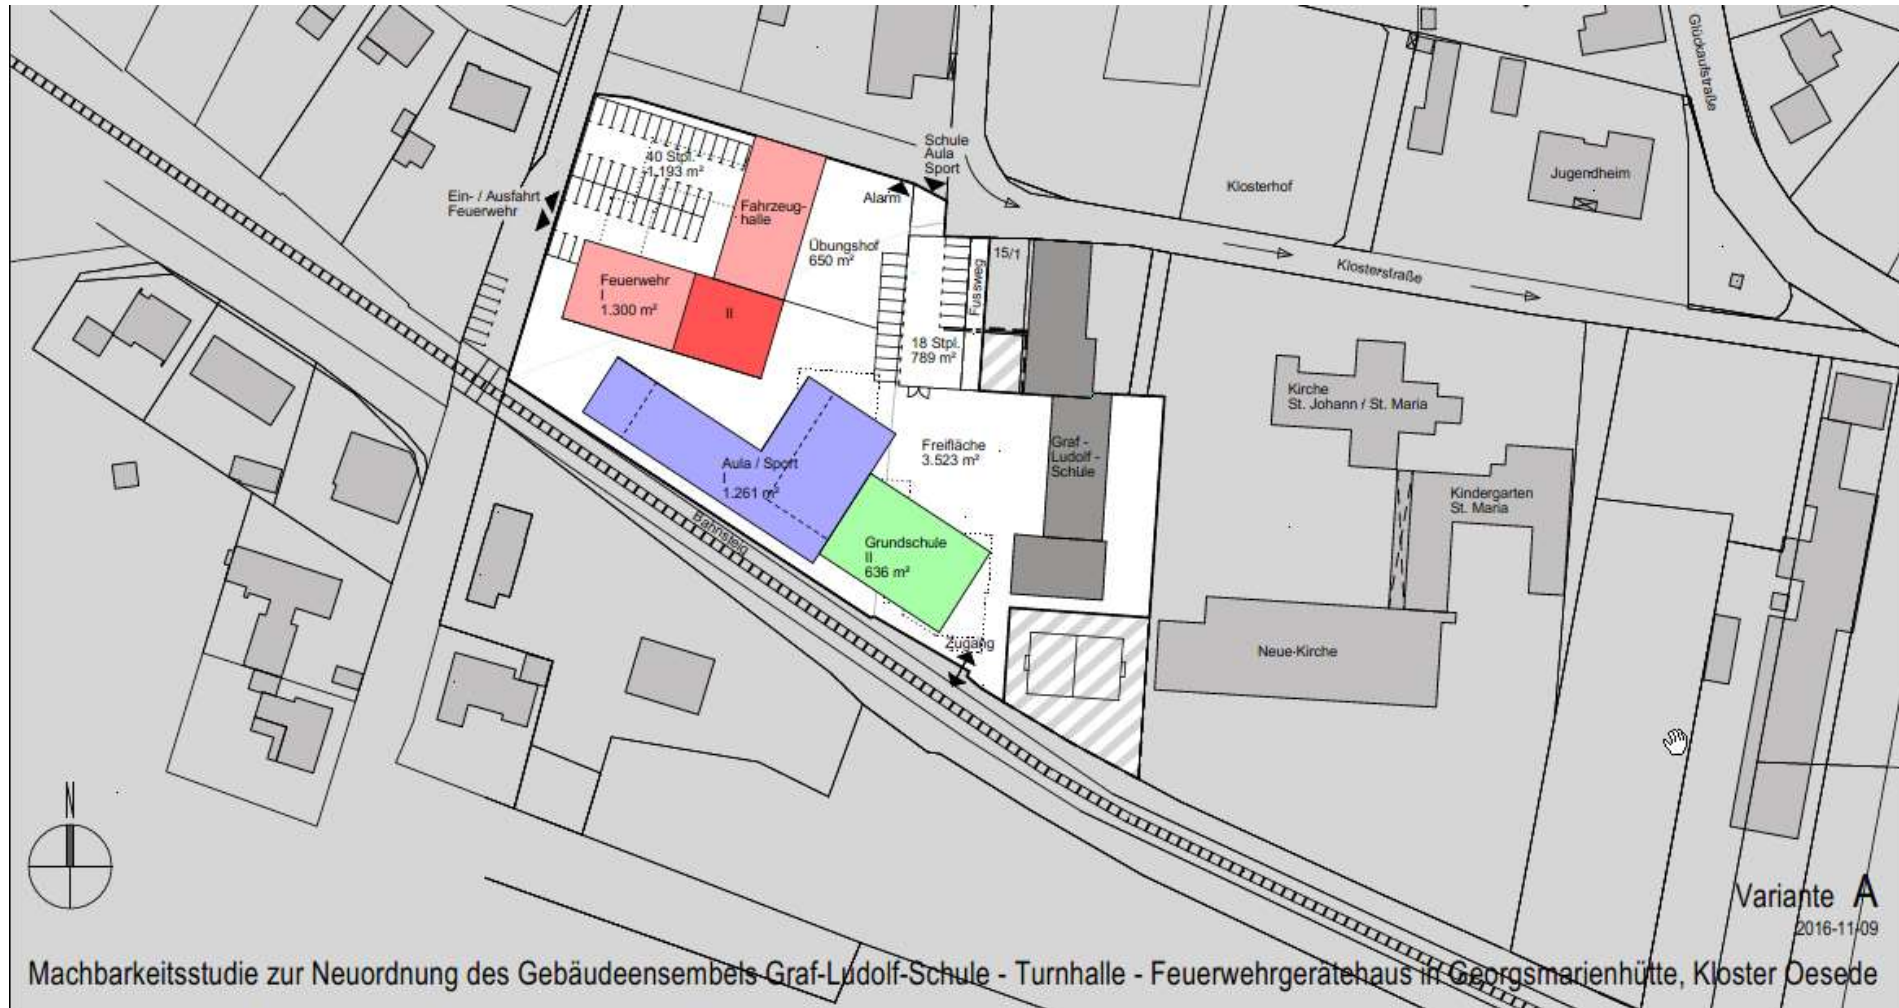 Glückaufstraße
Schule
Aula
Sport
40 Stpl.
1.193 m²
Ein- / Ausfahrt
Feuerwehr
Alarm
Fahrzeug-
halle
Klosterhof
Jugendheim
Übungshof
650 m²
15/1
Fussweg
Klosterstraße
Feuerwehr
I
1.300 m²
II
18 Stpl.
789 m²
Kirche
St. Johann / St. Maria
Aula / Sport
I
1.261 m²
Freifläche
3.523 m²
Graf -
Ludolf -
Schule
Kindergarten
St. Maria
Bahnsteig
Grundschule
II
636 m²
Zugang
Neue-Kirche
N
Variante A
2016-11-09
Machbarkeitsstudie zur Neuordnung des Gebäudeensembels Graf-Ludolf-Schule - Turnhalle - Feuerwehrgerätehaus in Georgsmarienhütte, Kloster Oesede